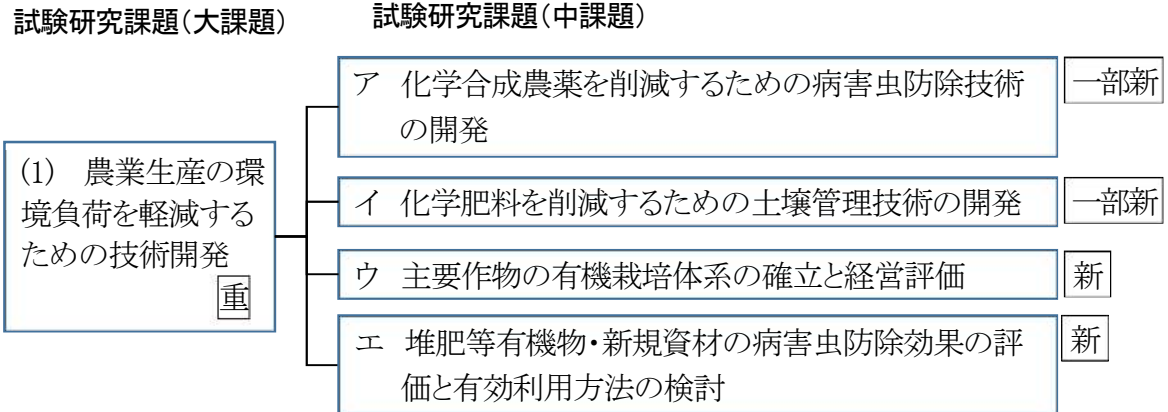 試験研究課題(大課題)
試験研究課題(中課題)
(1) 農業生産の環
境負荷を軽減する
ための技術開発
重
ア 化学合成農薬を削減するための病害虫防除技術
の開発
一部新
イ 化学肥料を削減するための土壌管理技術の開発
一部新
ウ 主要作物の有機栽培体系の確立と経営評価
新
エ 堆肥等有機物・新規資材の病害虫防除効果の評
価と有効利用方法の検討
新